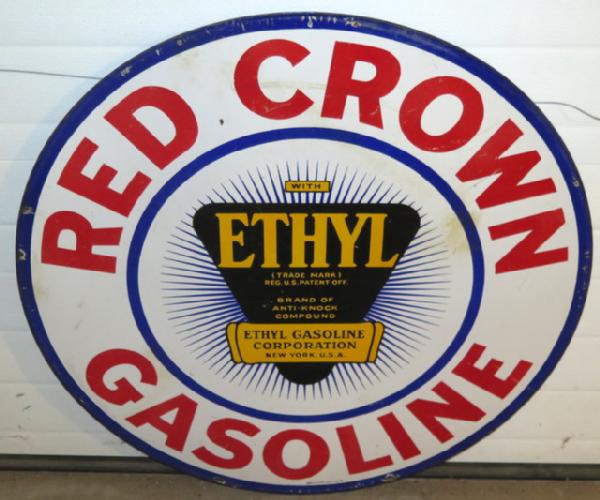 RED CROWN
WITH
ETHYL
(TRADE MARK)
REG. U.S. PATENT OFF.
BRAND OF
ANTI-KNOCK
COMPOUND
ETHYL GASOLINE
CORPORATION
NEW YORK, U.S.A.
GASOLINE